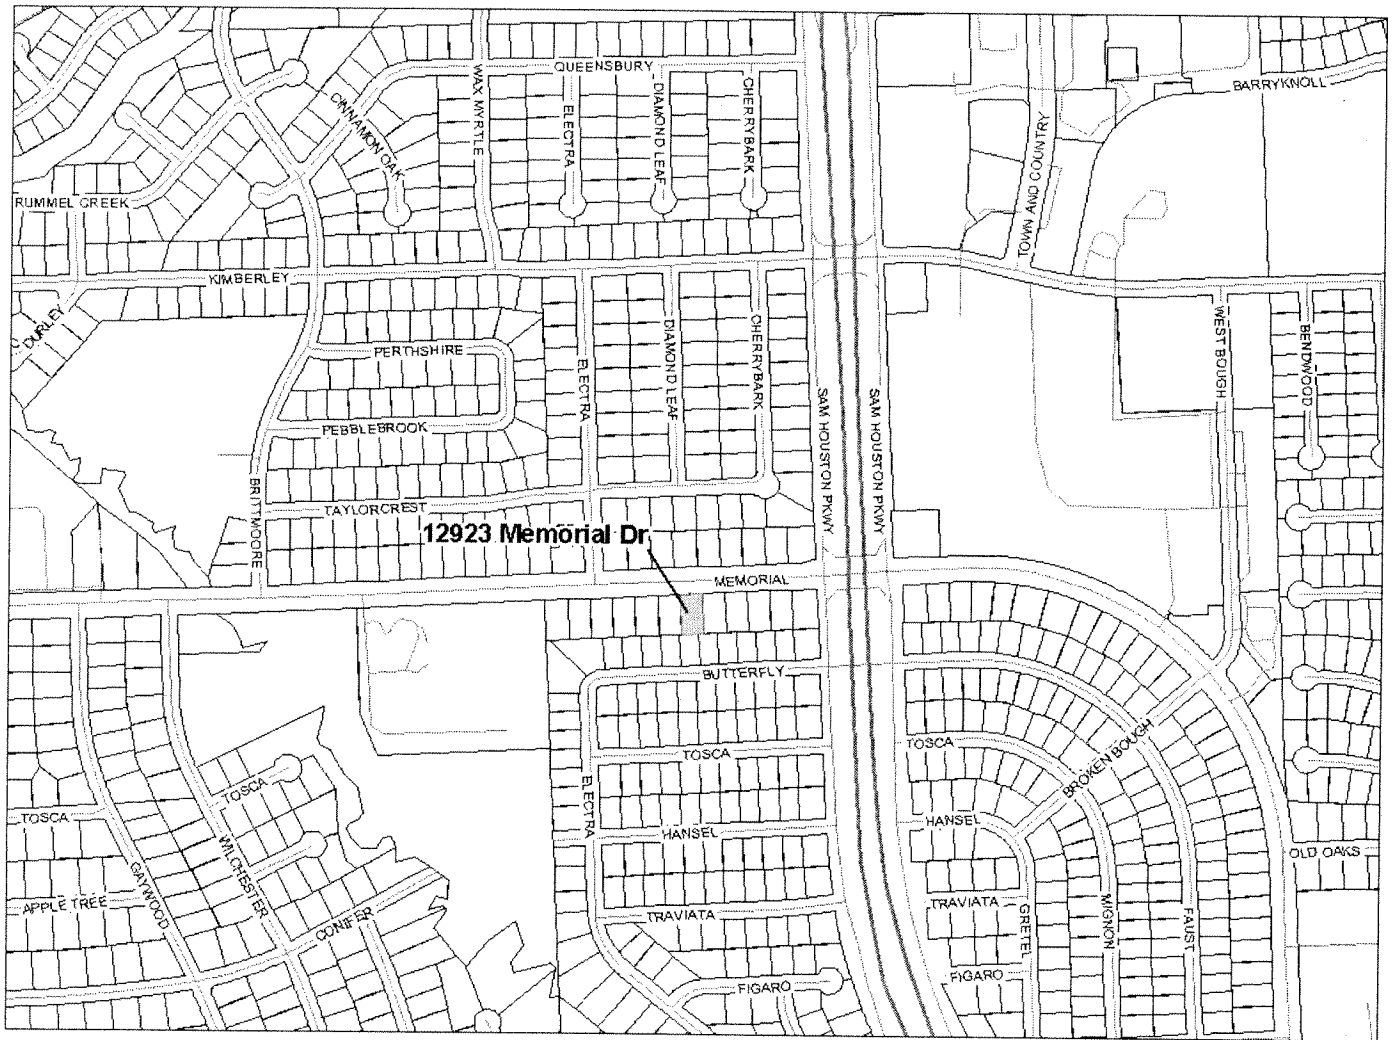 QUEENSBURY
BARRYKNOLL
WAX MYRTLE
CINNAMON OAK
ELECTRA
DIAMOND LEAF
CHERRYBARK
TOWN AND COUNTRY
RUMMEL CREEK
KIMBERLEY
DURLEY
PERTHSHIRE
ELECTRA
DIAMOND LEAF
CHERRYBARK
WEST BOUGH
BENDWOOD
SAM HOUSTON PKWY
SAM HOUSTON PKWY
PEBBLEBROOK
BRITTMOORE
TAYLORCREST
12923 Memorial Dr
MEMORIAL
BUTTERFLY
TOSCA
TOSCA
BROKEN BOUGH
TOSCA
TOSCA
ELECTRA
HANSEL
HANSEL
GAYWOOD
WILCHESTER
OLD OAKS
APPLE TREE
CONIFER
TRAVIATA
TRAVIATA
GRETEL
MIGNON
FAUST
FIGARO
FIGARO